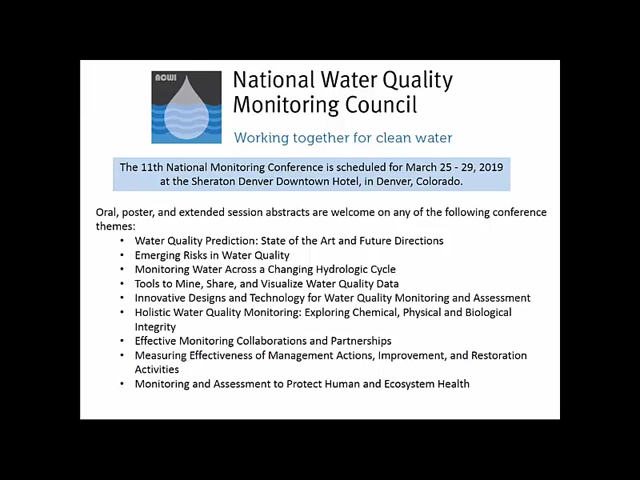 ACWI
National Water Quality
Monitoring Council
Working together for clean water
The 11th National Monitoring Conference is scheduled for March 25 - 29, 2019
at the Sheraton Denver Downtown Hotel, in Denver, Colorado.
Oral, poster, and extended session abstracts are welcome on any of the following conference
themes:
• Water Quality Prediction: State of the Art and Future Directions
• Emerging Risks in Water Quality
• Monitoring Water Across a Changing Hydrologic Cycle
• Tools to Mine, Share, and Visualize Water Quality Data
• Innovative Designs and Technology for Water Quality Monitoring and Assessment
• Holistic Water Quality Monitoring: Exploring Chemical, Physical and Biological
Integrity
• Effective Monitoring Collaborations and Partnerships
• Measuring Effectiveness of Management Actions, Improvement, and Restoration
Activities
• Monitoring and Assessment to Protect Human and Ecosystem Health